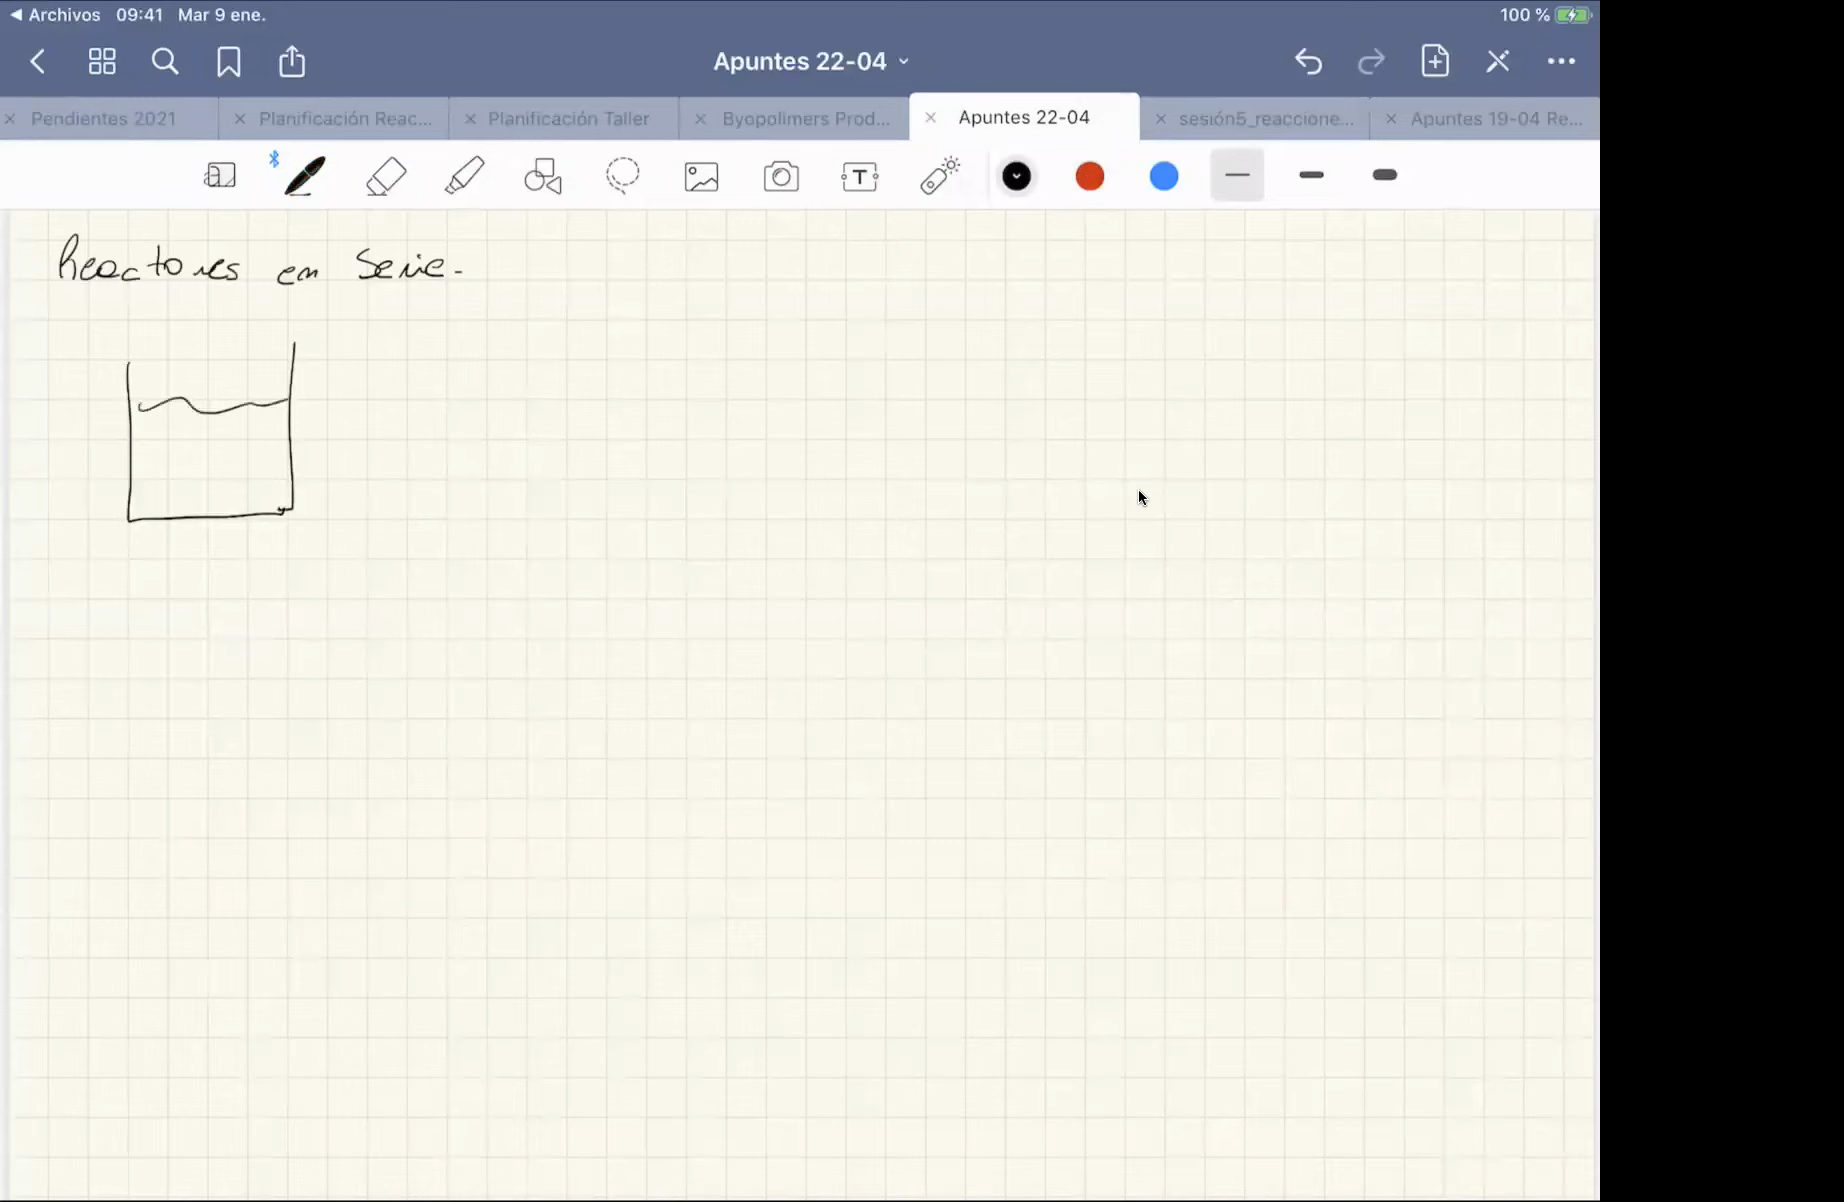 Archivos 09:41 Mar 9 ene. 100 %
Apuntes 22-04
Pendientes 2021 Planificación Reac... Planificación Taller Byopolimers Prod... Apuntes 22-04 sesión5_reaccione... Apuntes 19-04 Re...
a T
Reactores en Serie.